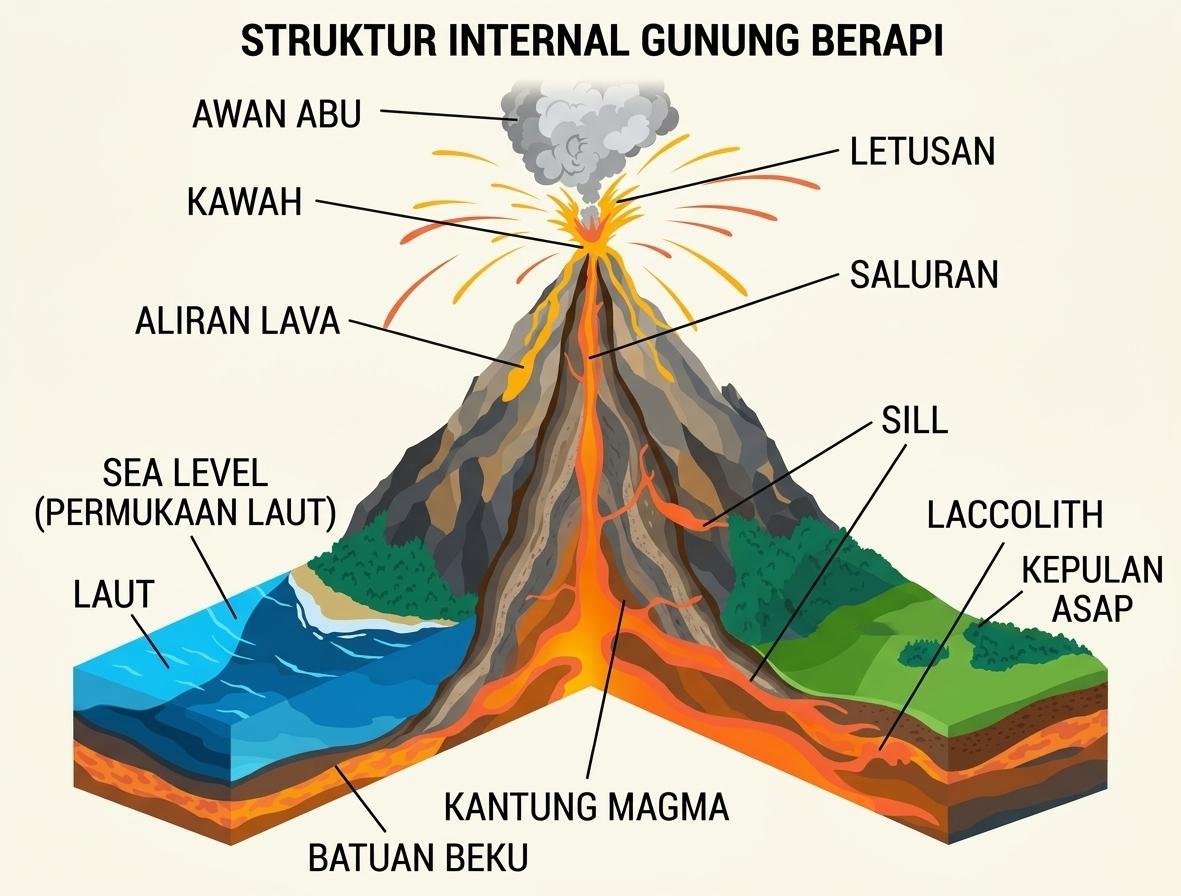 STRUKTUR INTERNAL GUNUNG BERAPI
AWAN ABU
LETUSAN
KAWAH
SALURAN
ALIRAN LAVA
SILL
SEA LEVEL
(PERMUKAAN LAUT)
LACCOLITH
KEPULAN
ASAP
LAUT
KANTUNG MAGMA
BATUAN BEKU